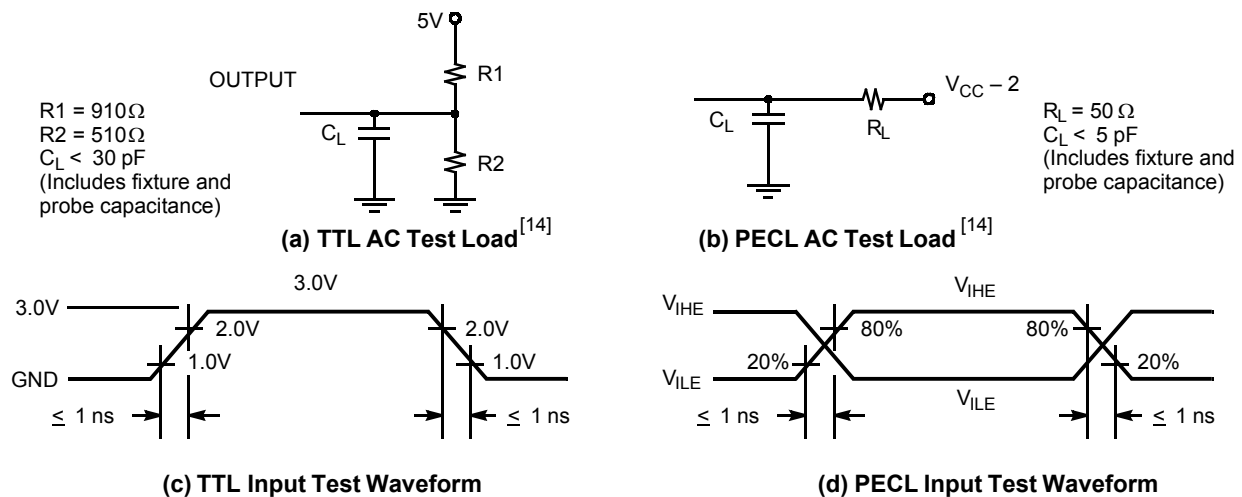 5V
R1
OUTPUT
R1 = 910Ω
R2 = 510Ω
C_L < 30 pF
(Includes fixture and
probe capacitance)
C_L
R2
(a) TTL AC Test Load[14]
V_CC – 2
C_L
R_L
R_L = 50 Ω
C_L < 5 pF
(Includes fixture and
probe capacitance)
(b) PECL AC Test Load[14]
3.0V
3.0V
2.0V
2.0V
1.0V
1.0V
GND
≤ 1 ns
≤ 1 ns
(c) TTL Input Test Waveform
V_IHE
V_IHE
80%
80%
20%
20%
V_ILE
V_ILE
≤ 1 ns
≤ 1 ns
(d) PECL Input Test Waveform